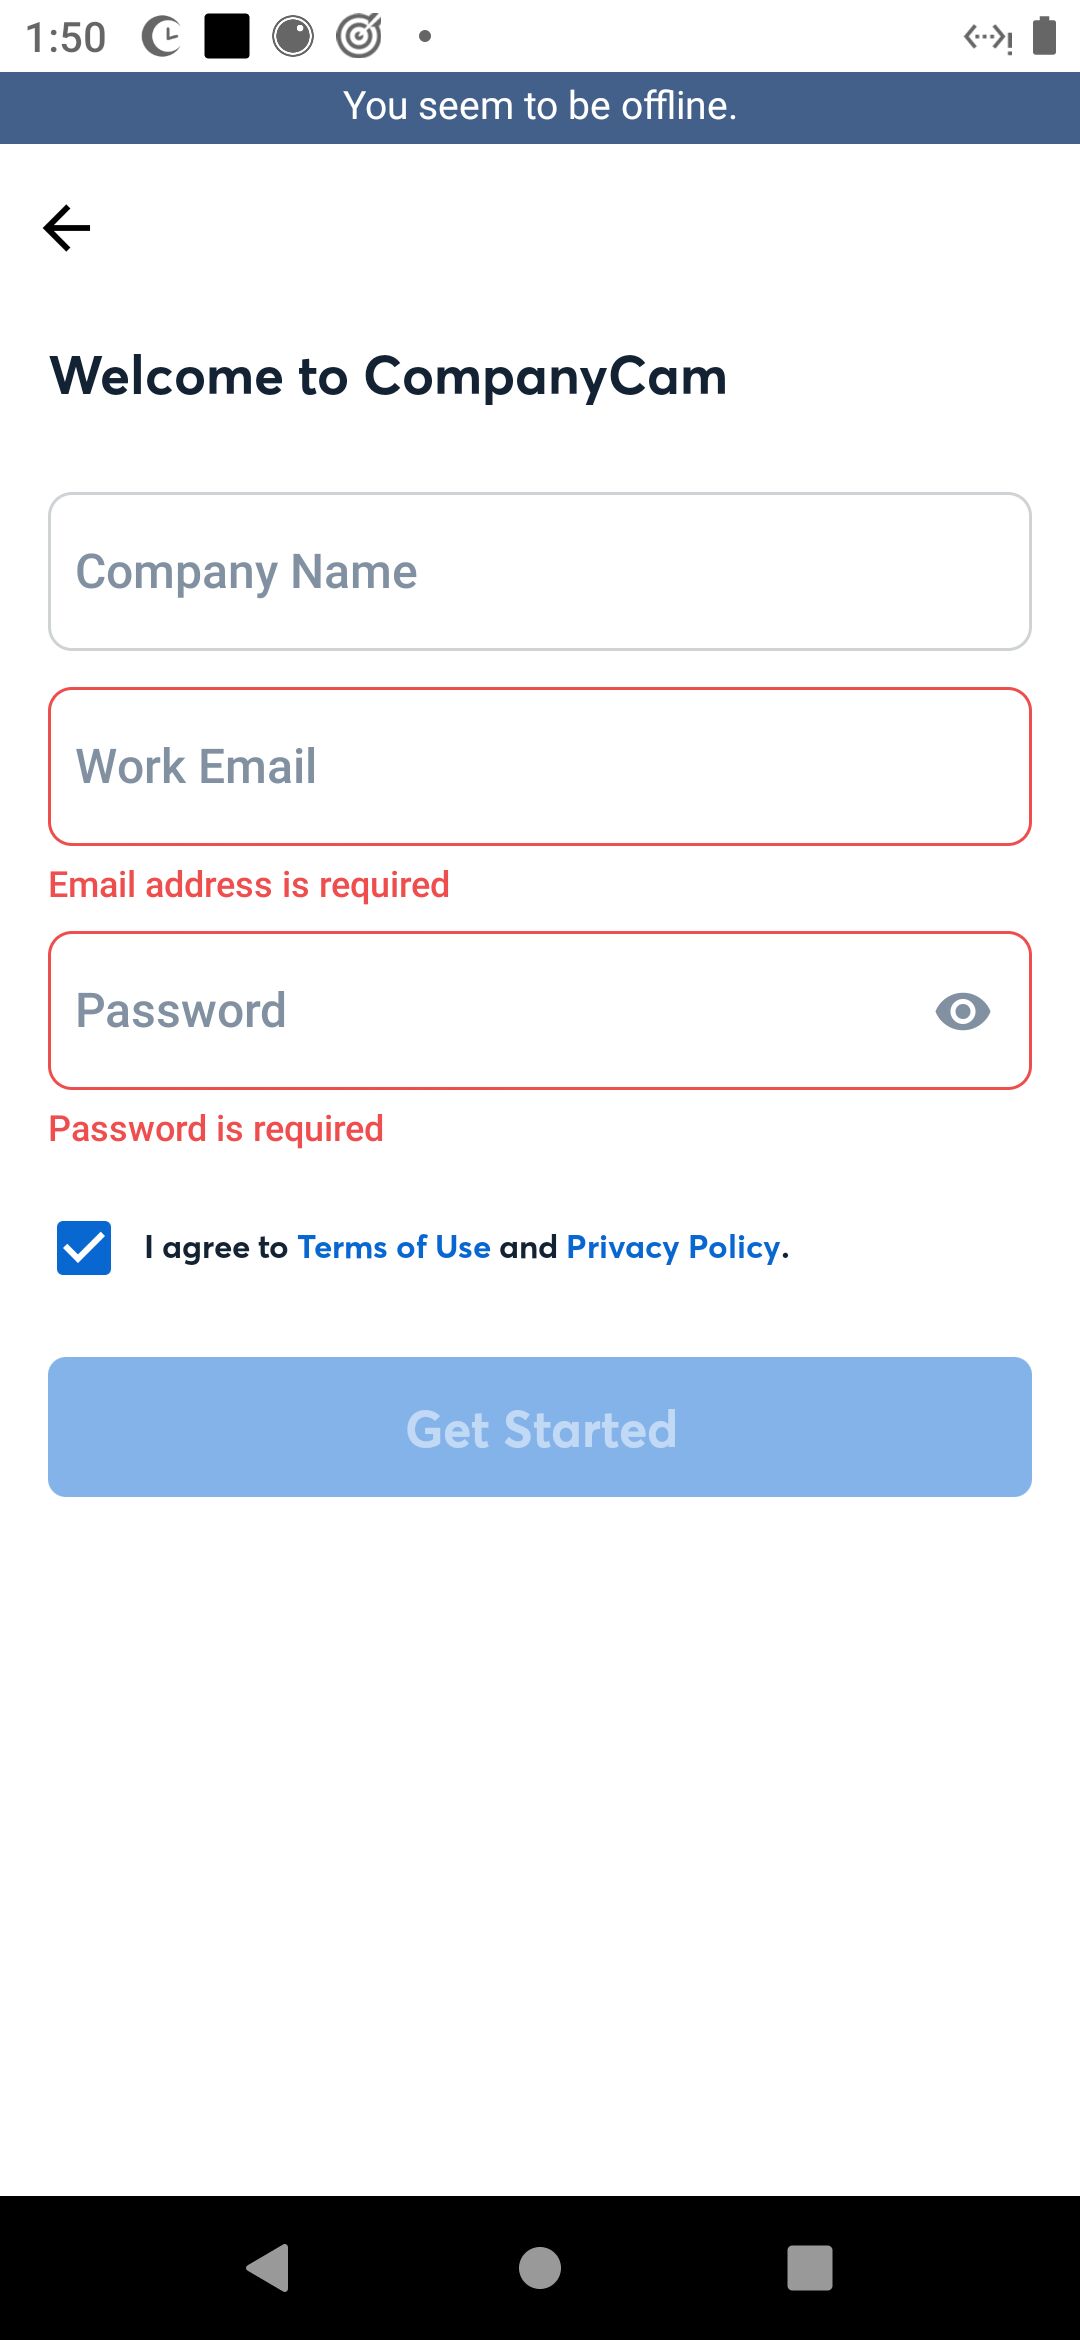 1:50
You seem to be offline.
Welcome to CompanyCam
Company Name
Work Email
Email address is required
Password
Password is required
I agree to Terms of Use and Privacy Policy.
Get Started